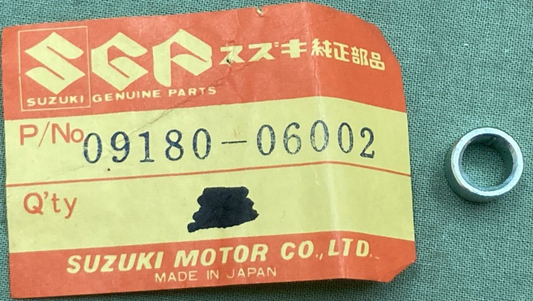 SGP スズキ純正部品
SUZUKI GENUINE PARTS
P/No. 09180-06002
Q'ty
SUZUKI MOTOR CO., LTD.
MADE IN JAPAN